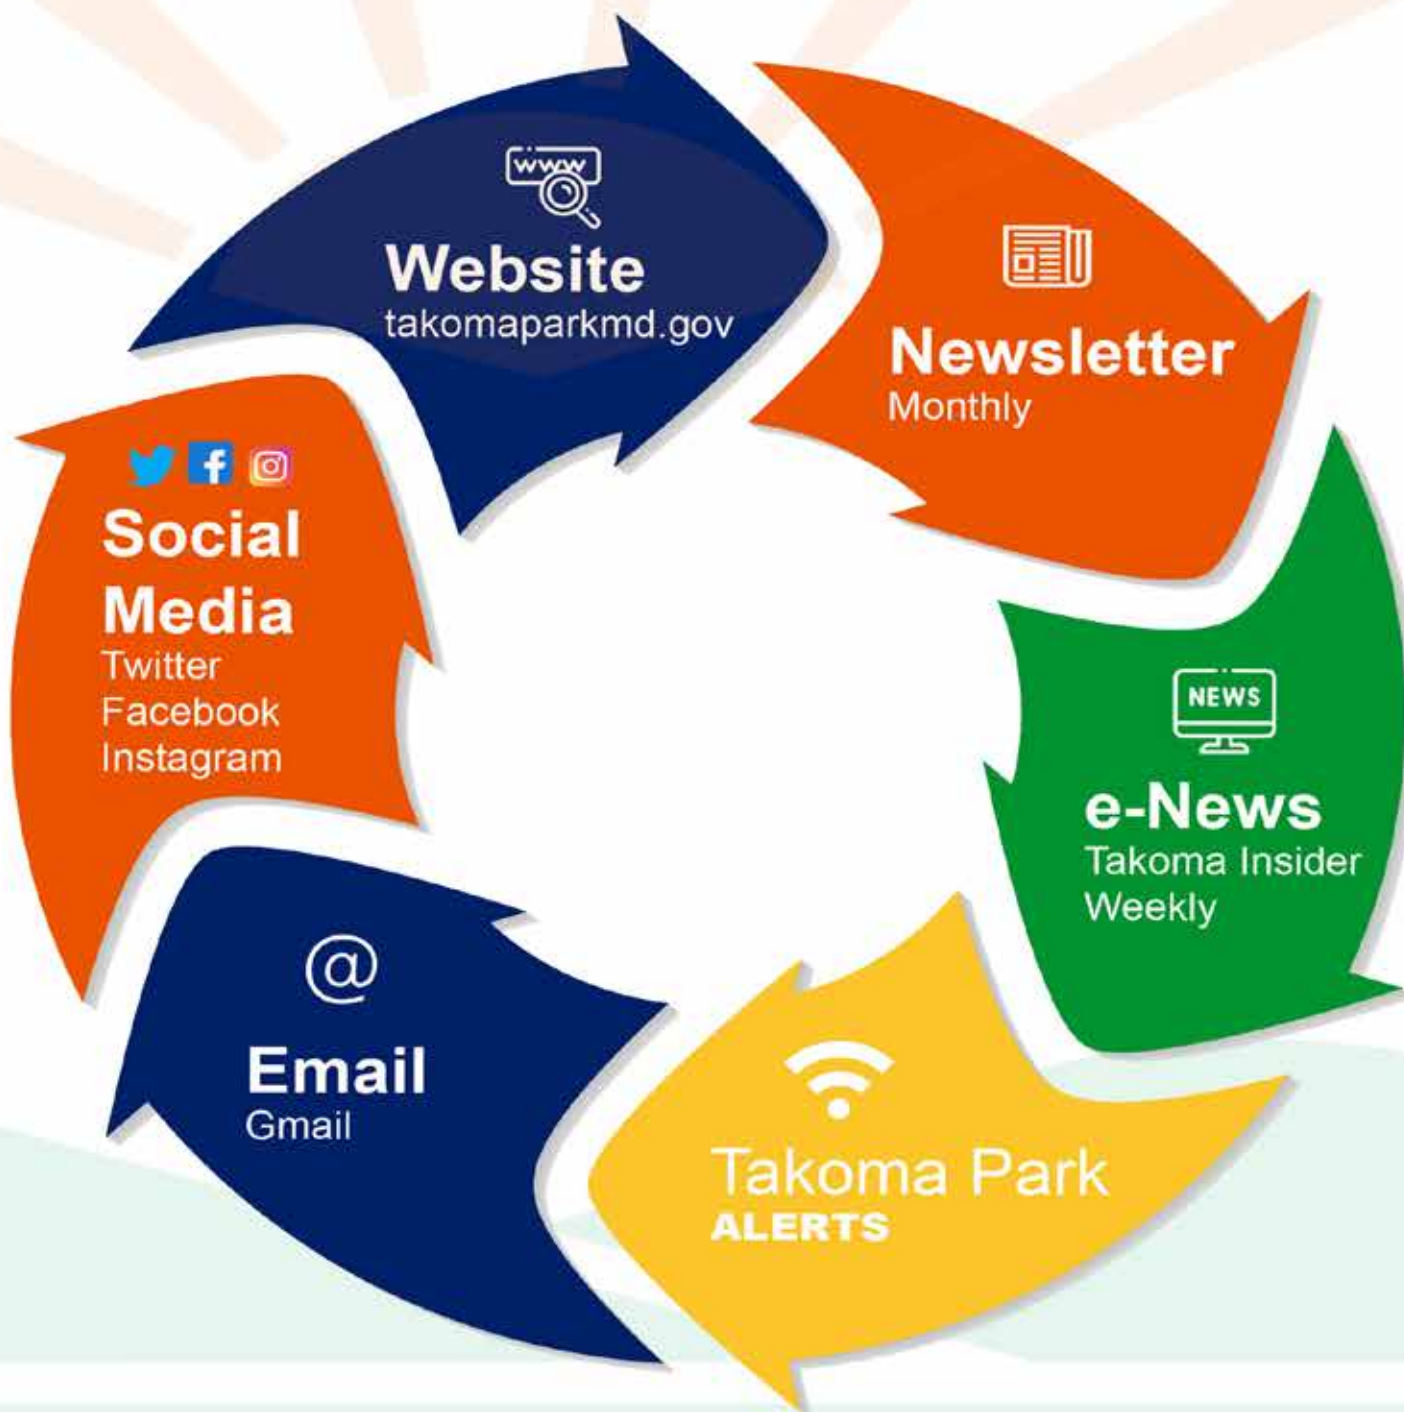 www
Website
takomaparkmd.gov
Newsletter
Monthly
NEWS
e-News
Takoma Insider
Weekly
Takoma Park
ALERTS
@
Email
Gmail
Social
Media
Twitter
Facebook
Instagram